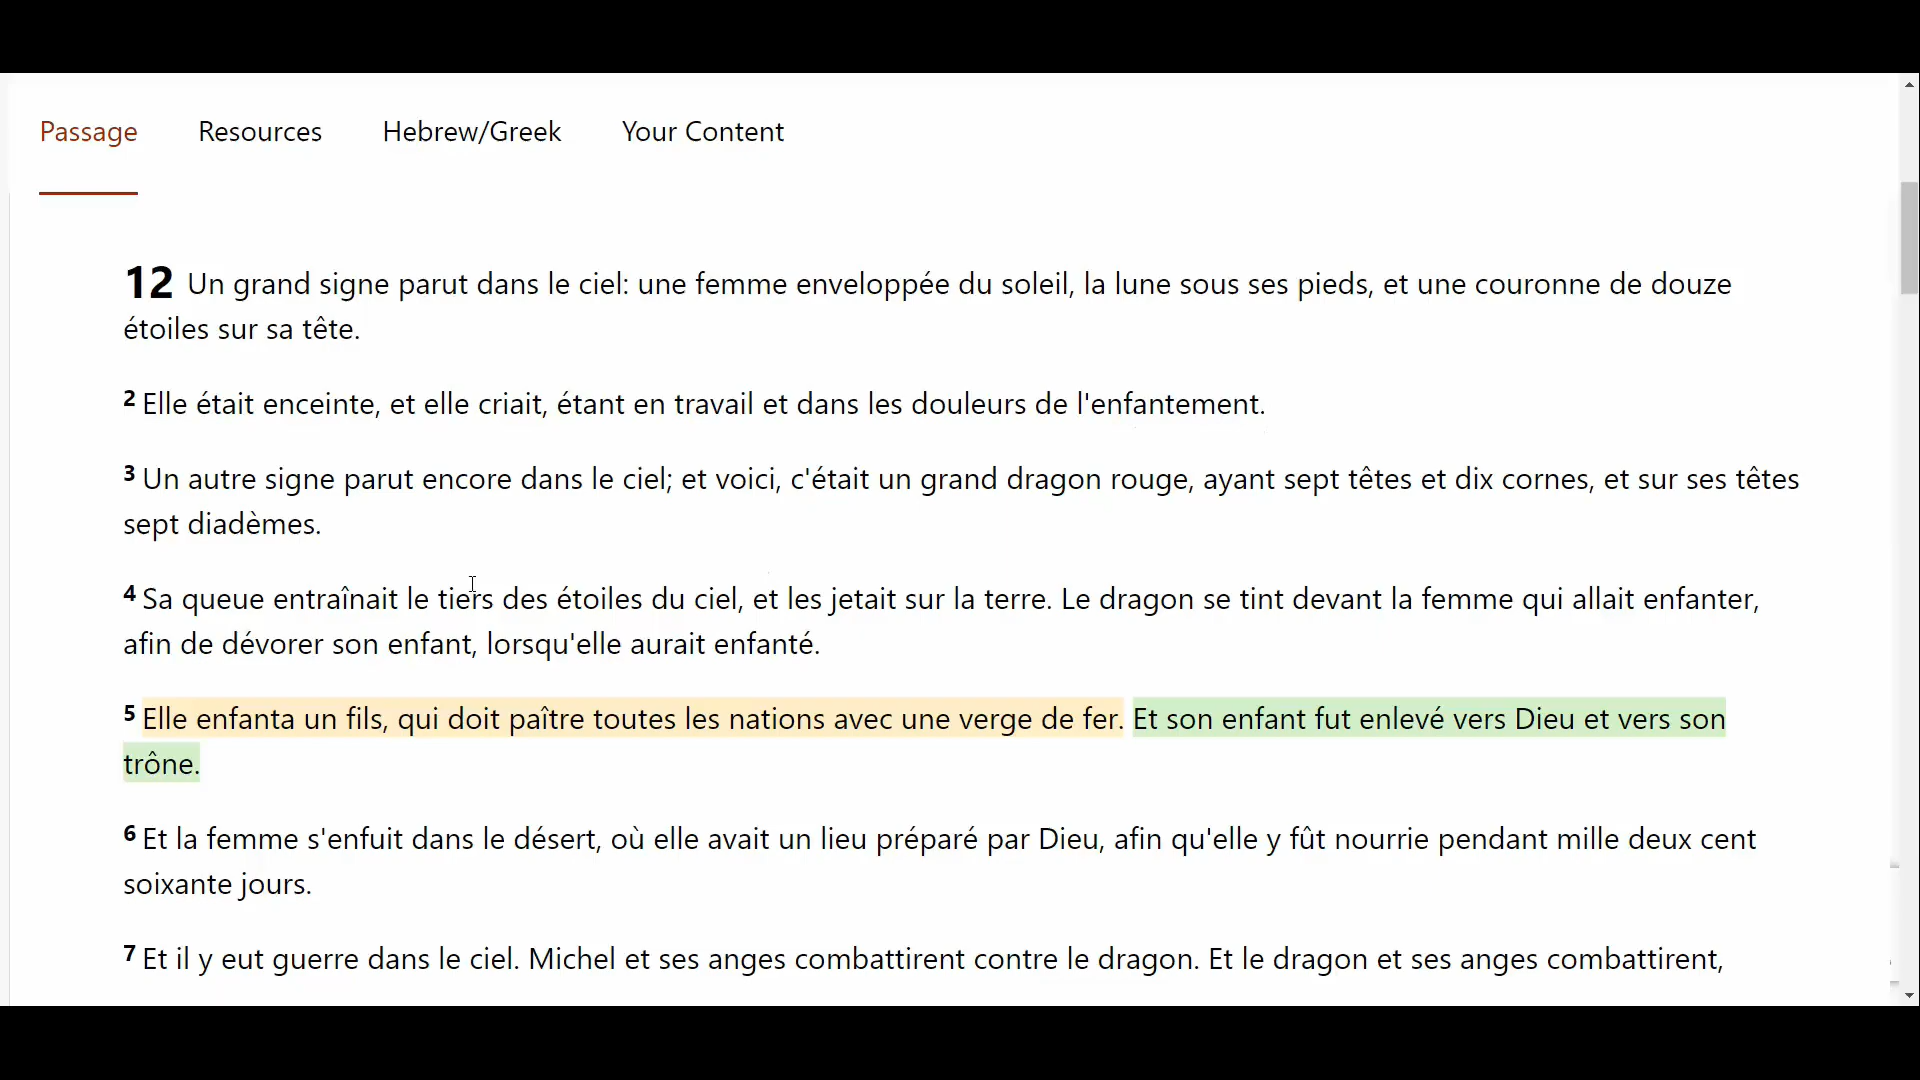 Passage Resources Hebrew/Greek Your Content
12 Un grand signe parut dans le ciel: une femme enveloppée du soleil, la lune sous ses pieds, et une couronne de douze
étoiles sur sa tête.
2 Elle était enceinte, et elle criait, étant en travail et dans les douleurs de l'enfantement.
3 Un autre signe parut encore dans le ciel; et voici, c'était un grand dragon rouge, ayant sept têtes et dix cornes, et sur ses têtes
sept diadèmes.
4 Sa queue entraînait le tiers des étoiles du ciel, et les jetait sur la terre. Le dragon se tint devant la femme qui allait enfanter,
afin de dévorer son enfant, lorsqu'elle aurait enfanté.
5 Elle enfanta un fils, qui doit paître toutes les nations avec une verge de fer. Et son enfant fut enlevé vers Dieu et vers son
trône.
6 Et la femme s'enfuit dans le désert, où elle avait un lieu préparé par Dieu, afin qu'elle y fût nourrie pendant mille deux cent
soixante jours.
7 Et il y eut guerre dans le ciel. Michel et ses anges combattirent contre le dragon. Et le dragon et ses anges combattirent,